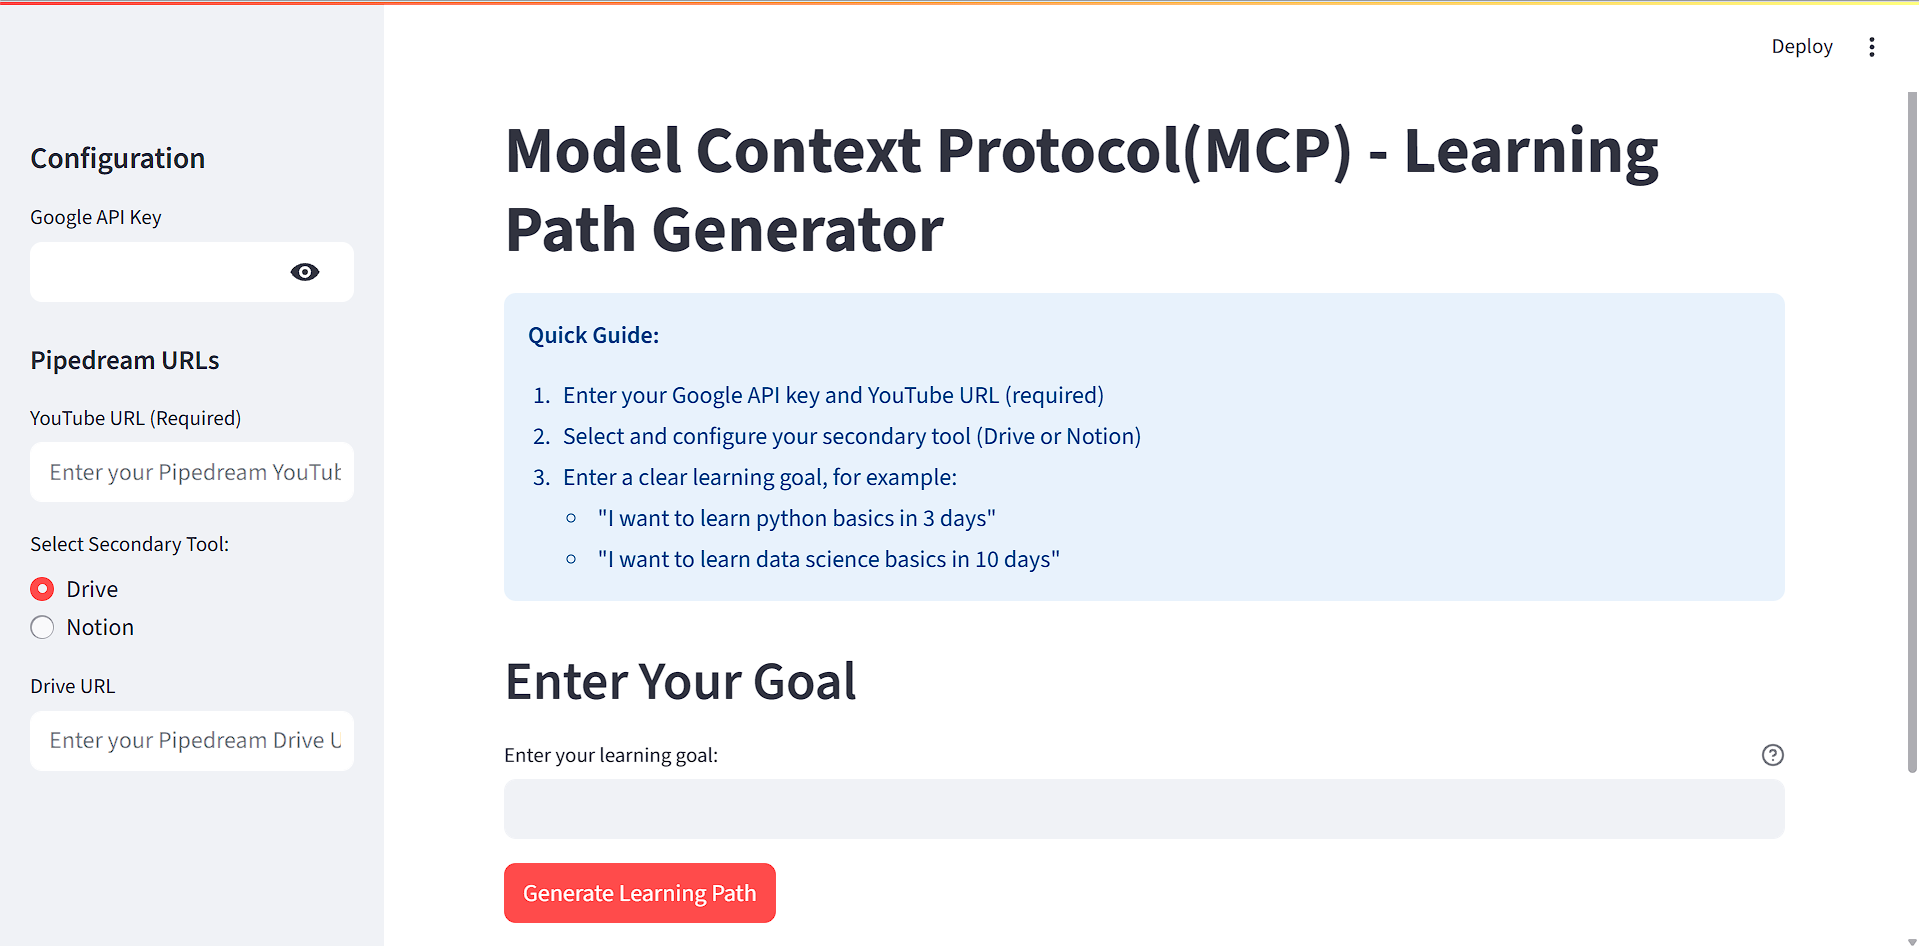 Deploy
Configuration
Google API Key
Pipedream URLs
YouTube URL (Required)
Enter your Pipedream YouTub
Select Secondary Tool:
Drive
Notion
Drive URL
Enter your Pipedream Drive U
Model Context Protocol(MCP) - Learning
Path Generator
Quick Guide:
1. Enter your Google API key and YouTube URL (required)
2. Select and configure your secondary tool (Drive or Notion)
3. Enter a clear learning goal, for example:
"I want to learn python basics in 3 days"
"I want to learn data science basics in 10 days"
Enter Your Goal
Enter your learning goal:
Generate Learning Path